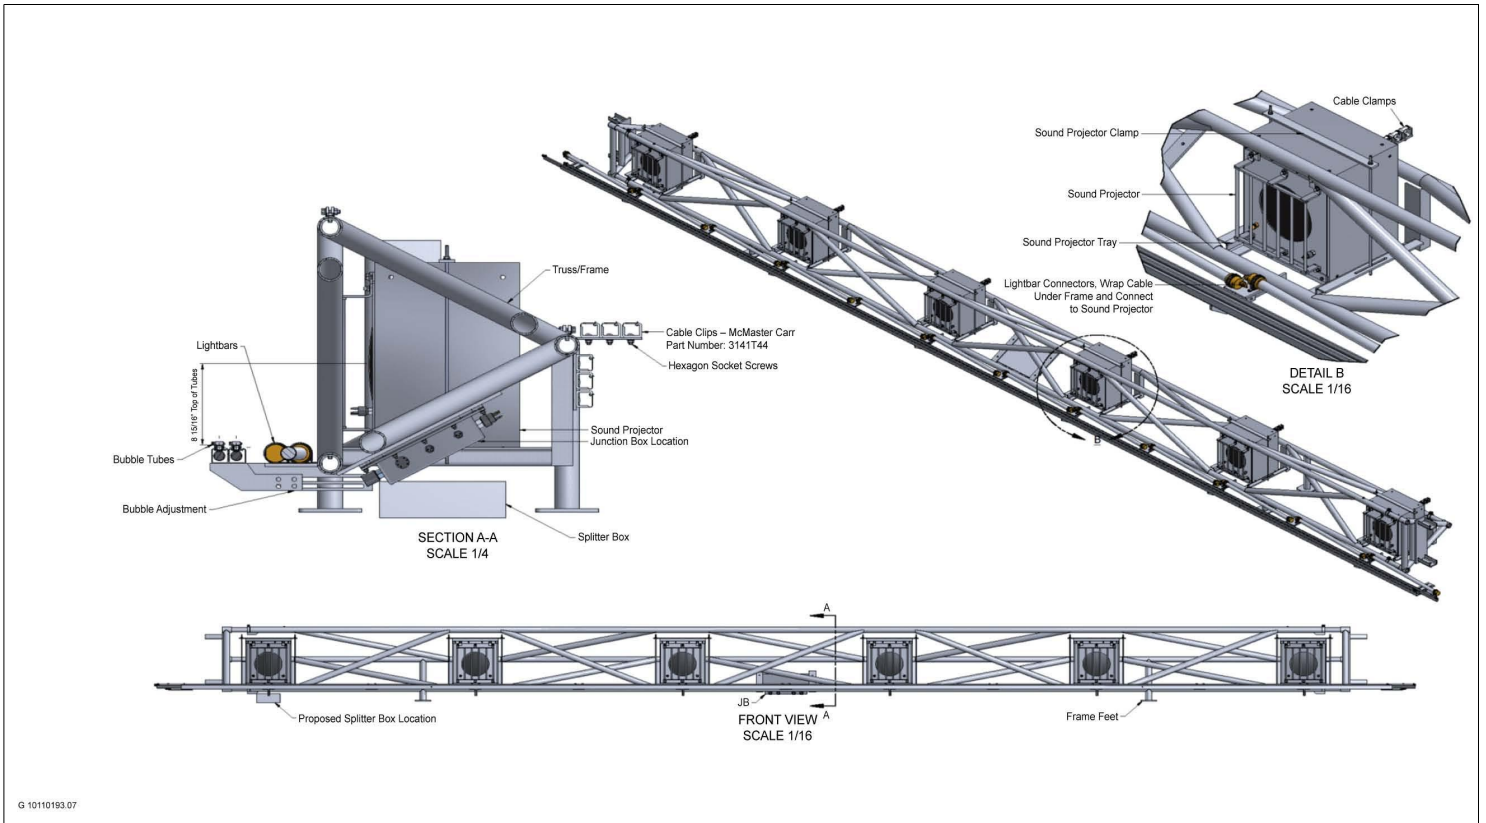 Cable Clamps
Sound Projector Clamp
Sound Projector
Sound Projector Tray
Lightbar Connectors, Wrap Cable
Under Frame and Connect
to Sound Projector
DETAIL B
SCALE 1/16
B
Truss/Frame
Cable Clips – McMaster Carr
Part Number: 3141T44
Hexagon Socket Screws
Lightbars
8 15/16" Top of Tubes
Sound Projector
Junction Box Location
Bubble Tubes
Bubble Adjustment
Splitter Box
SECTION A-A
SCALE 1/4
A
JB
A
Proposed Splitter Box Location
Frame Feet
FRONT VIEW
SCALE 1/16
G 10110193.07